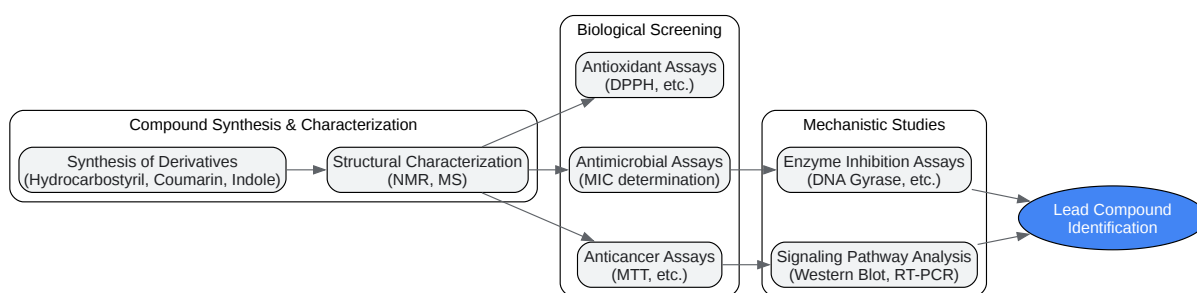 Compound Synthesis & Characterization
Synthesis of Derivatives
(Hydrocarbostyril, Coumarin, Indole)
Structural Characterization
(NMR, MS)
Biological Screening
Antioxidant Assays
(DPPH, etc.)
Antimicrobial Assays
(MIC determination)
Anticancer Assays
(MTT, etc.)
Mechanistic Studies
Enzyme Inhibition Assays
(DNA Gyrase, etc.)
Signaling Pathway Analysis
(Western Blot, RT-PCR)
Lead Compound
Identification